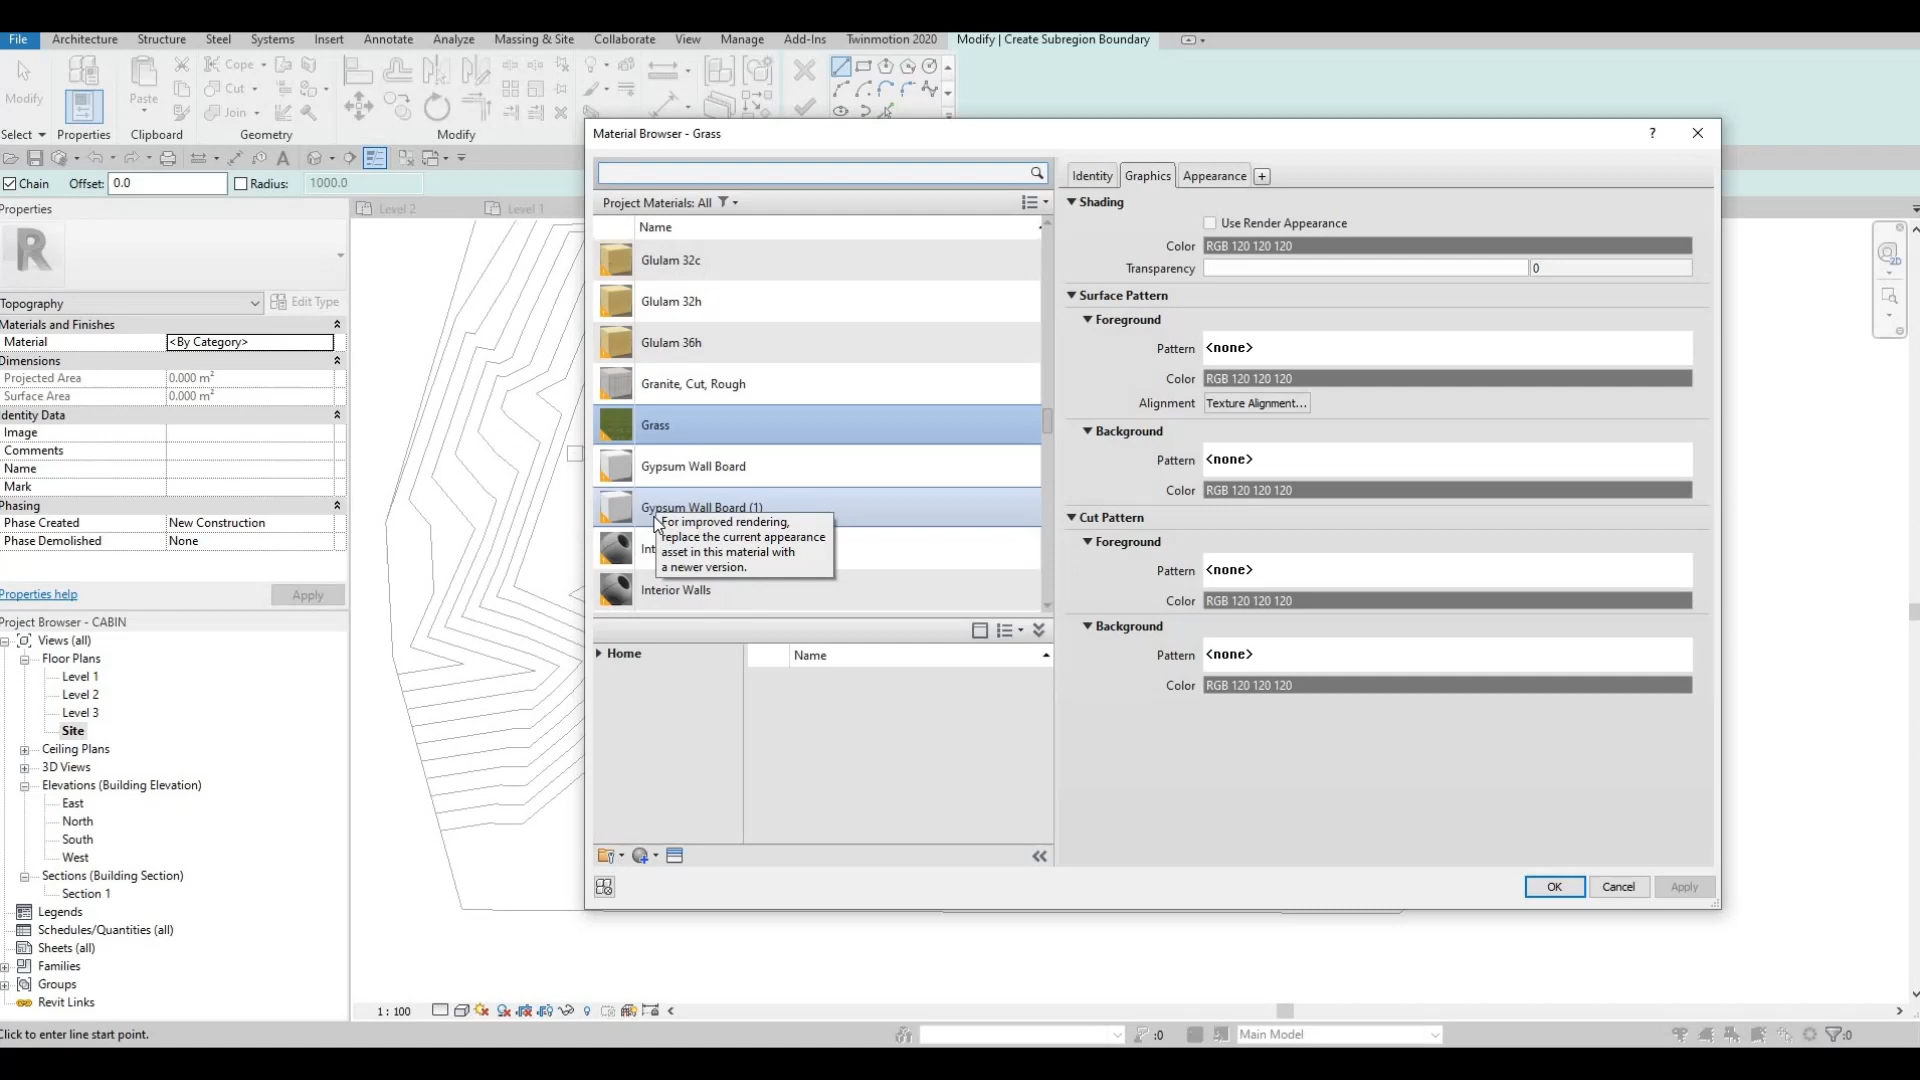 File Architecture Structure Steel Systems Insert Annotate Analyze Massing & Site Collaborate View Manage Add-Ins Twinmotion 2020 Modify | Create Subregion Boundary
Modify Paste Cope Cut Join
Select Properties Clipboard Geometry Modify
Chain Offset: 0.0 Radius: 1000.0
Properties Level 2 Level 1
Topography Edit Type
Materials and Finishes
Material <By Category>
Dimensions
Projected Area 0.000 m²
Surface Area 0.000 m²
Identity Data
Image
Comments
Name
Mark
Phasing
Phase Created New Construction
Phase Demolished None
Properties help Apply
Project Browser - CABIN
Views (all)
Floor Plans
Level 1
Level 2
Level 3
Site
Ceiling Plans
3D Views
Elevations (Building Elevation)
East
North
South
West
Sections (Building Section)
Section 1
Legends
Schedules/Quantities (all)
Sheets (all)
Families
Groups
Revit Links
Material Browser - Grass ?
Project Materials: All
Name
Glulam 32c
Glulam 32h
Glulam 36h
Granite, Cut, Rough
Grass
Gypsum Wall Board
Gypsum Wall Board (1)
Int
Interior Walls
For improved rendering,
replace the current appearance
asset in this material with
a newer version.
Home Name
Identity Graphics Appearance +
Shading
Use Render Appearance
Color RGB 120 120 120
Transparency 0
Surface Pattern
Foreground
Pattern <none>
Color RGB 120 120 120
Alignment Texture Alignment...
Background
Pattern <none>
Color RGB 120 120 120
Cut Pattern
Foreground
Pattern <none>
Color RGB 120 120 120
Background
Pattern <none>
Color RGB 120 120 120
OK Cancel Apply
2D
1 : 100
Click to enter line start point. :0 Main Model :0